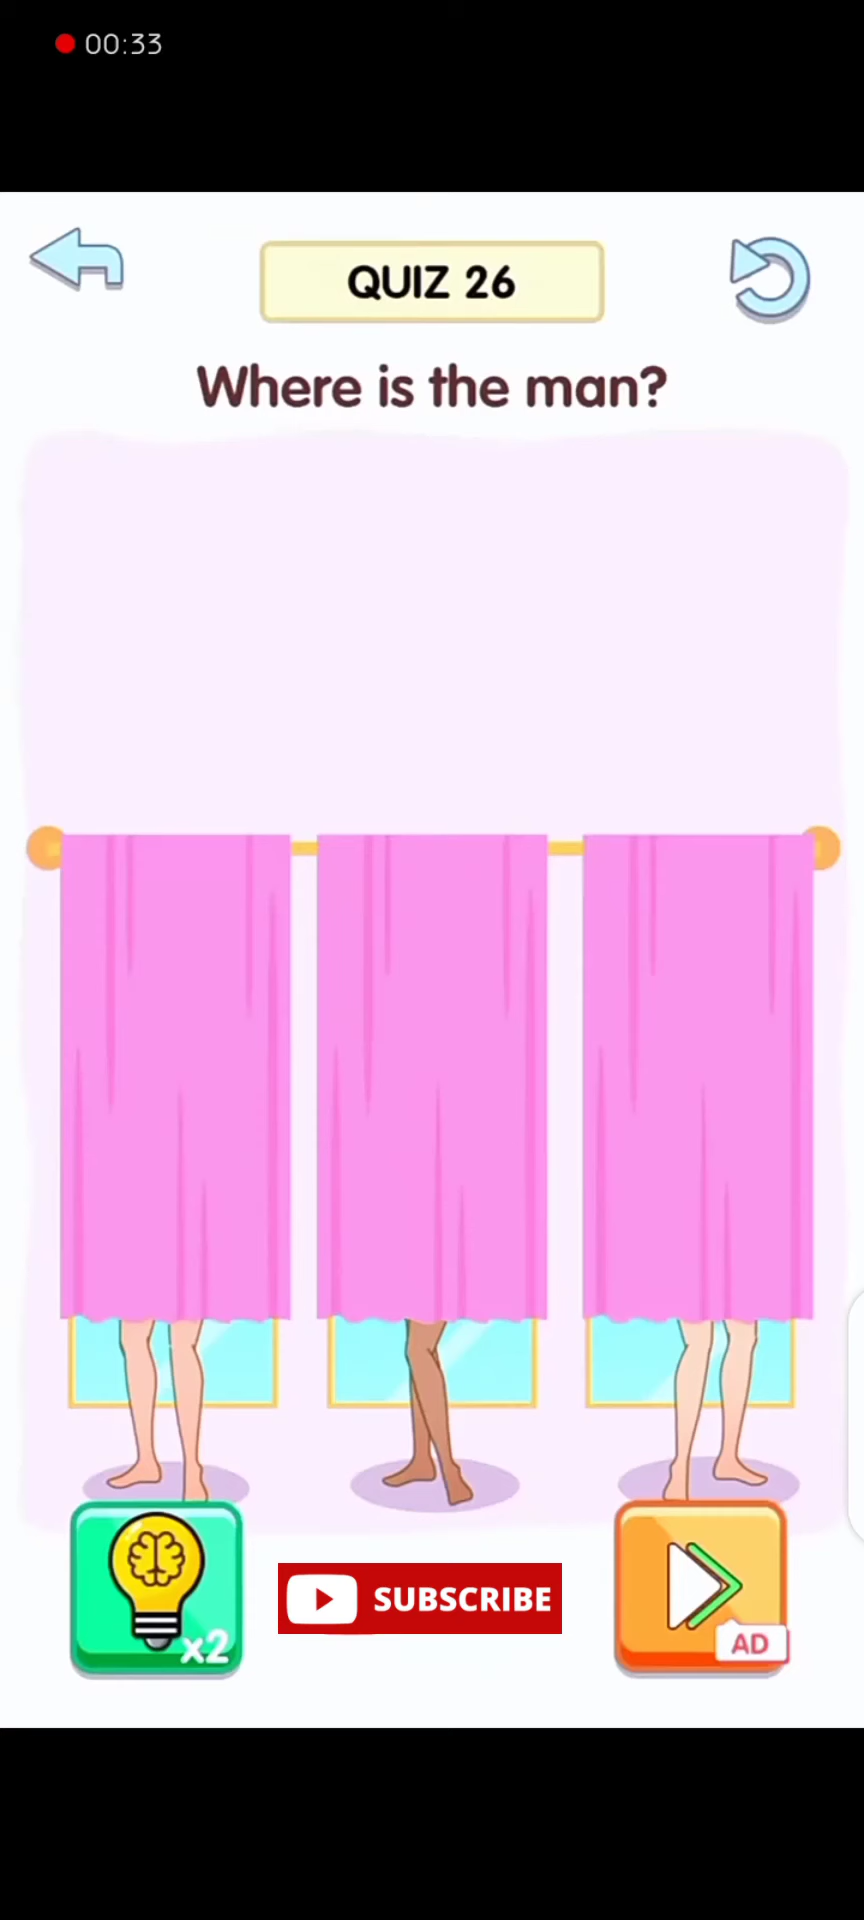 00:33
QUIZ 26
Where is the man?
x2
SUBSCRIBE
AD